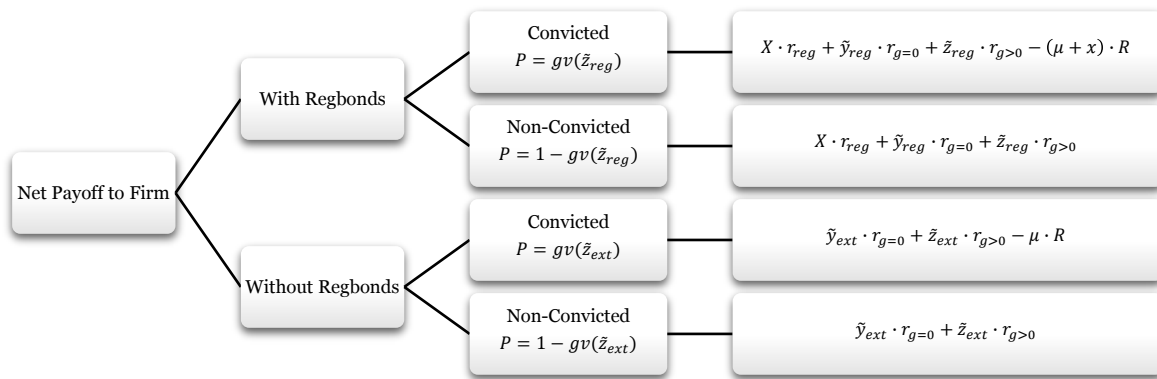 Net Payoff to Firm
With Regbonds
Convicted
P = gv(z̃_reg)
X · r_reg + ỹ_reg · r_g=0 + z̃_reg · r_g>0 − (μ + x) · R
Non-Convicted
P = 1 − gv(z̃_reg)
X · r_reg + ỹ_reg · r_g=0 + z̃_reg · r_g>0
Without Regbonds
Convicted
P = gv(z̃_ext)
ỹ_ext · r_g=0 + z̃_ext · r_g>0 − μ · R
Non-Convicted
P = 1 − gv(z̃_ext)
ỹ_ext · r_g=0 + z̃_ext · r_g>0